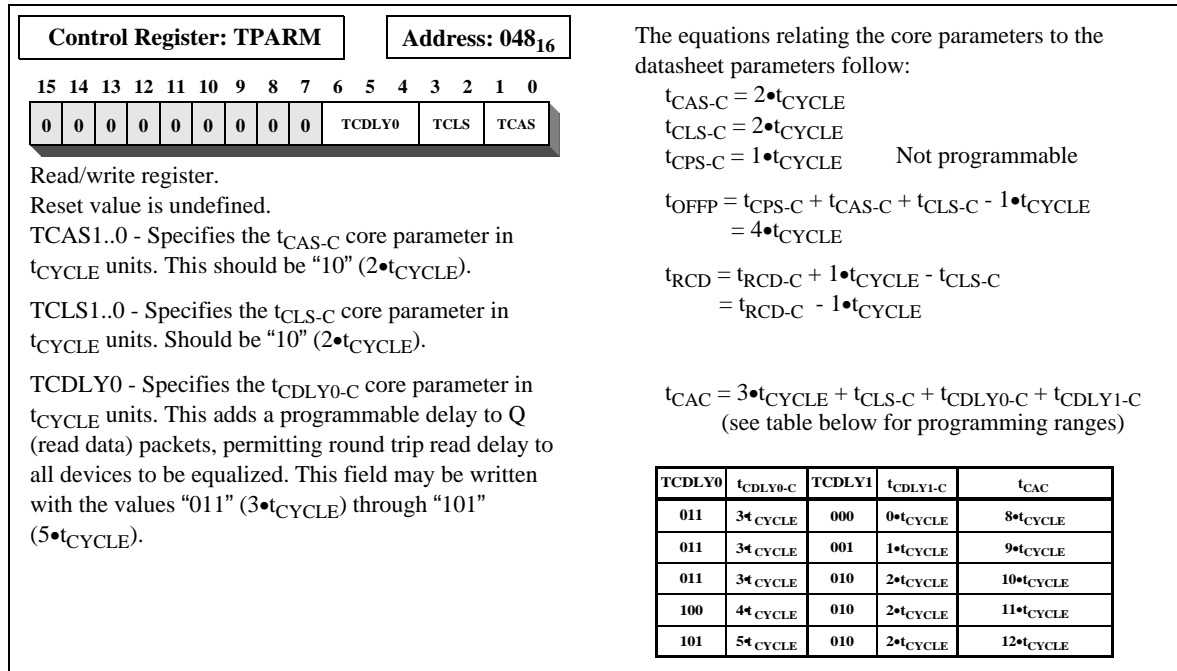 Control Register: TPARM
Address: 048₁₆
15 14 13 12 11 10 9 8 7 6 5 4 3 2 1 0
0 0 0 0 0 0 0 0 0 TCDLY0 TCLS TCAS
Read/write register.
Reset value is undefined.
TCAS1..0 - Specifies the tCAS-C core parameter in
tCYCLE units. This should be “10” (2•tCYCLE).
TCLS1..0 - Specifies the tCLS-C core parameter in
tCYCLE units. Should be “10” (2•tCYCLE).
TCDLY0 - Specifies the tCDLY0-C core parameter in
tCYCLE units. This adds a programmable delay to Q
(read data) packets, permitting round trip read delay to
all devices to be equalized. This field may be written
with the values “011” (3•tCYCLE) through “101”
(5•tCYCLE).
The equations relating the core parameters to the
datasheet parameters follow:
tCAS-C = 2•tCYCLE
tCLS-C = 2•tCYCLE
tCPS-C = 1•tCYCLE Not programmable
tOFFP = tCPS-C + tCAS-C + tCLS-C - 1•tCYCLE
= 4•tCYCLE
tRCD = tRCD-C + 1•tCYCLE - tCLS-C
= tRCD-C - 1•tCYCLE
tCAC = 3•tCYCLE + tCLS-C + tCDLY0-C + tCDLY1-C
(see table below for programming ranges)
TCDLY0 tCDLY0-C TCDLY1 tCDLY1-C tCAC
011 3•tCYCLE 000 0•tCYCLE 8•tCYCLE
011 3•tCYCLE 001 1•tCYCLE 9•tCYCLE
011 3•tCYCLE 010 2•tCYCLE 10•tCYCLE
100 4•tCYCLE 010 2•tCYCLE 11•tCYCLE
101 5•tCYCLE 010 2•tCYCLE 12•tCYCLE